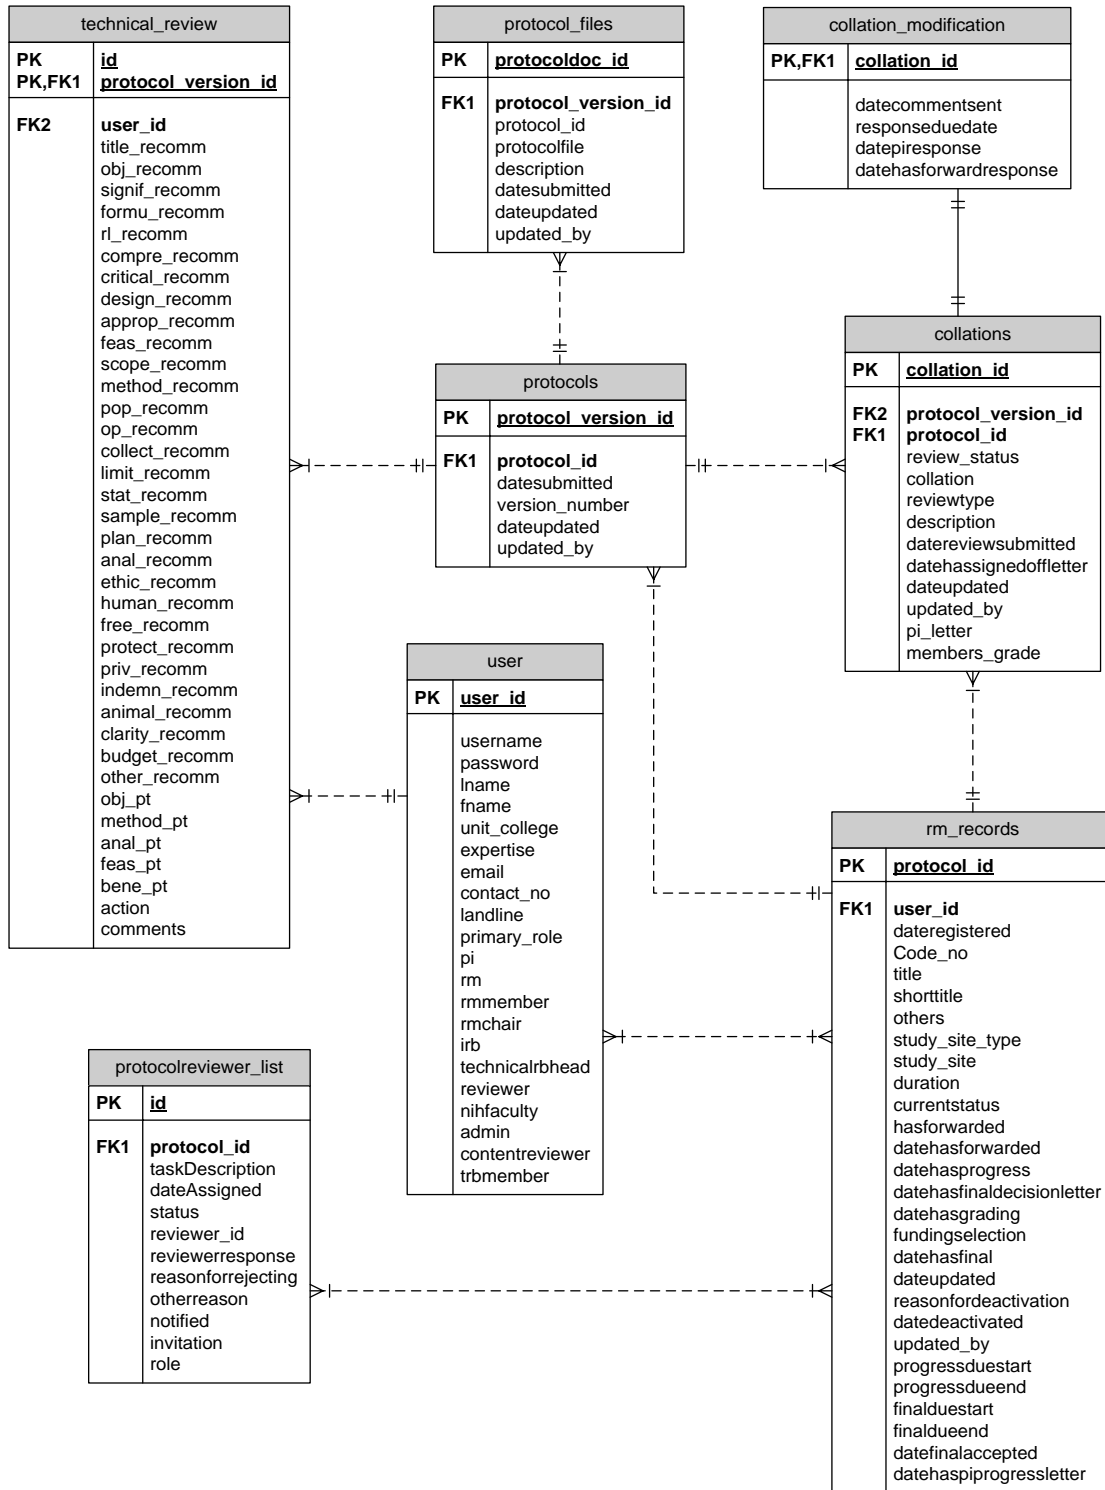 technical_review
PK id
PK,FK1 protocol_version_id
FK2 user_id
title_recomm
obj_recomm
signif_recomm
formu_recomm
rl_recomm
compre_recomm
critical_recomm
design_recomm
approp_recomm
feas_recomm
scope_recomm
method_recomm
pop_recomm
op_recomm
collect_recomm
limit_recomm
stat_recomm
sample_recomm
plan_recomm
anal_recomm
ethic_recomm
human_recomm
free_recomm
protect_recomm
priv_recomm
indemn_recomm
animal_recomm
clarity_recomm
budget_recomm
other_recomm
obj_pt
method_pt
anal_pt
feas_pt
bene_pt
action
comments
protocol_files
PK protocoldoc_id
FK1 protocol_version_id
protocol_id
protocolfile
description
datesubmitted
dateupdated
updated_by
collation_modification
PK,FK1 collation_id
datecommentsent
responseduedate
datepiresponse
datehasforwardresponse
protocols
PK protocol_version_id
FK1 protocol_id
datesubmitted
version_number
dateupdated
updated_by
collations
PK collation_id
FK2 protocol_version_id
FK1 protocol_id
review_status
collation
reviewtype
description
datereviewsubmitted
datehassignedoffletter
dateupdated
updated_by
pi_letter
members_grade
user
PK user_id
username
password
lname
fname
unit_college
expertise
email
contact_no
landline
primary_role
pi
rm
rmmember
rmchair
irb
technicalrbhead
reviewer
nihfaculty
admin
contentreviewer
trbmember
rm_records
PK protocol_id
FK1 user_id
dateregistered
Code_no
title
shorttitle
others
study_site_type
study_site
duration
currentstatus
hasforwarded
datehasforwarded
datehasprogress
datehasfinaldecisionletter
datehasgrading
fundingselection
datehasfinal
dateupdated
reasonfordeactivation
datedeactivated
updated_by
progressduestart
progressdueend
finalduestart
finaldueend
datefinalaccepted
datehaspiprogressletter
protocolreviewer_list
PK id
FK1 protocol_id
taskDescription
dateAssigned
status
reviewer_id
reviewerresponse
reasonforrejecting
otherreason
notified
invitation
role